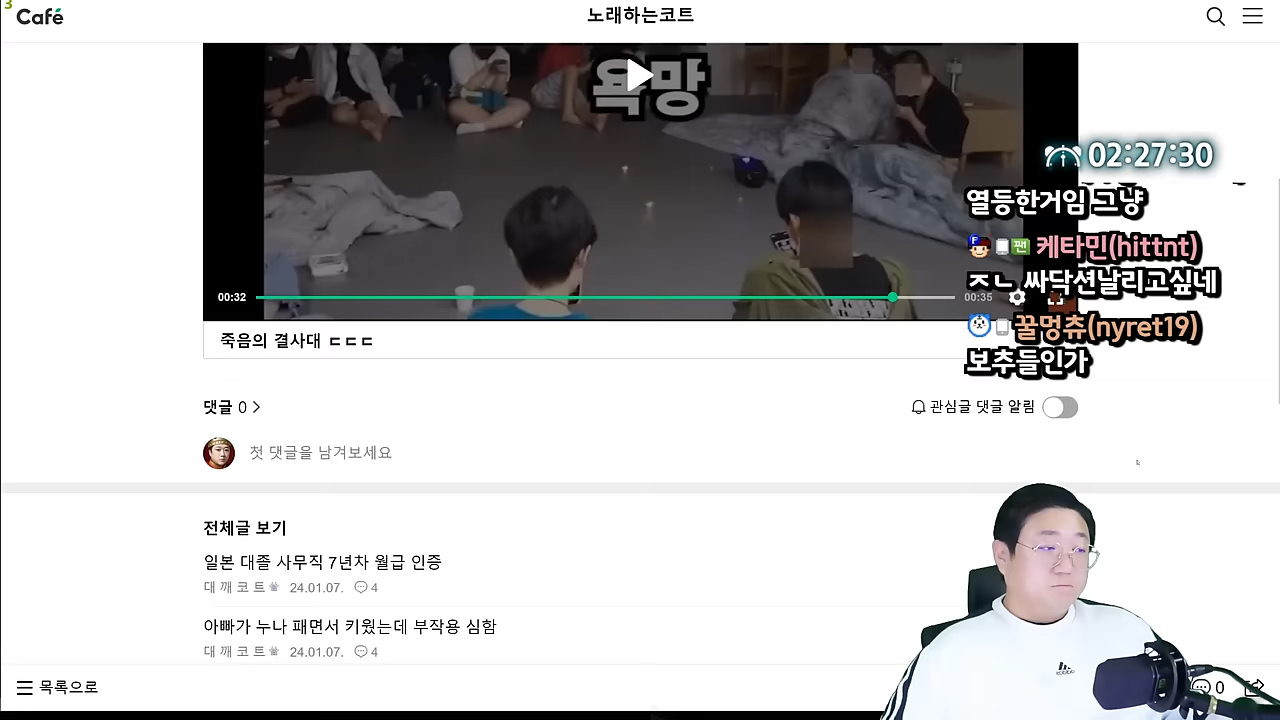 3
Café
노래하는코트
욕망
02:27:30
열등한거임 그냥
깬 케타민(hittnt)
ㅈㄴ 싸닥션날리고싶네
꿀멍츄(nyret19)
보추들인가
00:32
00:35
죽음의 결사대 ㄷㄷㄷ
댓글 0
관심글 댓글 알림
첫 댓글을 남겨보세요
전체글 보기
일본 대졸 사무직 7년차 월급 인증
대 깨 코 트 24.01.07. 4
아빠가 누나 패면서 키웠는데 부작용 심함
대 깨 코 트 24.01.07. 4
목록으로
0